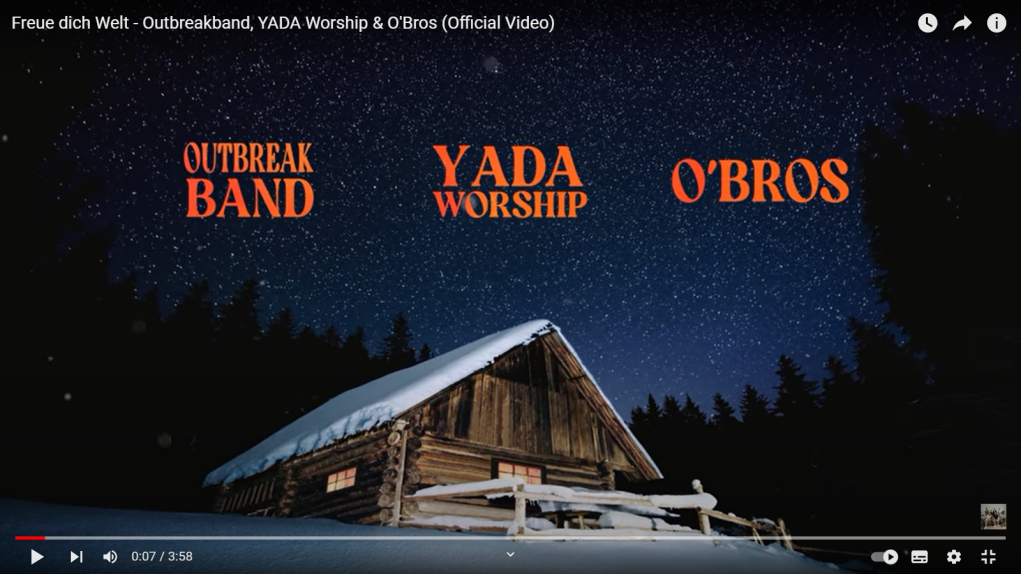 Freue dich Welt - Outbreakband, YADA Worship & O'Bros (Official Video)
OUTBREAK
BAND
YADA
WORSHIP
O'BROS
0:07 / 3:58